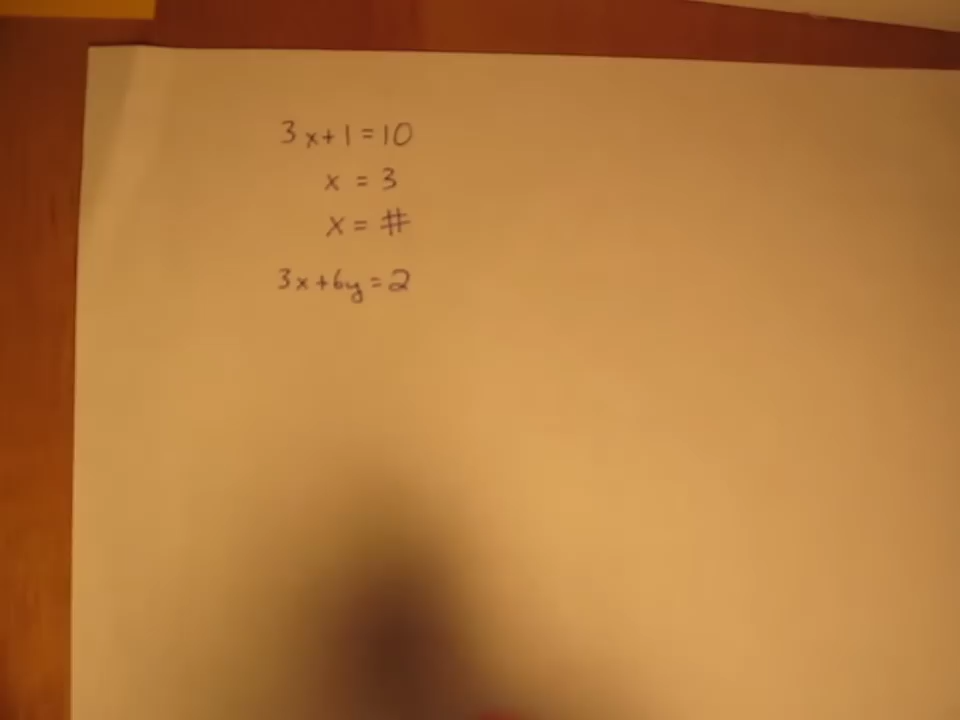 3x+1=10
x = 3
x = #
3x+6y=2